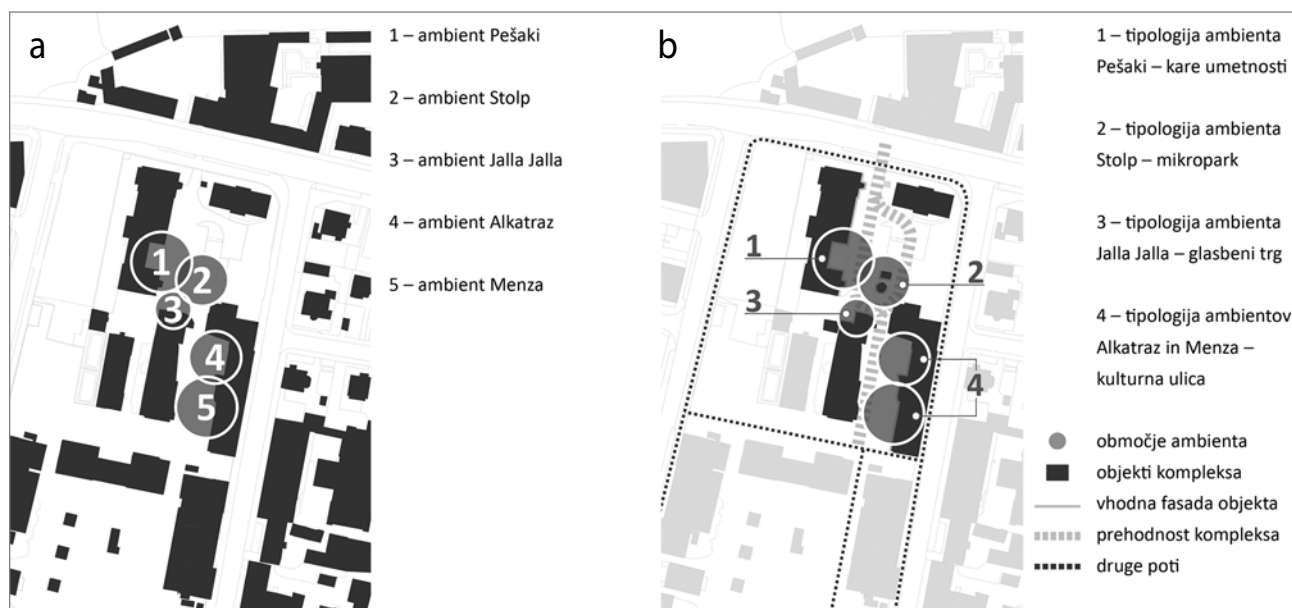 a
1 – ambient Pešaki
2 – ambient Stolp
3 – ambient Jalla Jalla
4 – ambient Alkatraz
5 – ambient Menza
1
2
3
4
5
b
1 – tipologija ambienta
Pešaki – kare umetnosti
2 – tipologija ambienta
Stolp – mikropark
3 – tipologija ambienta
Jalla Jalla – glasbeni trg
4 – tipologija ambientov
Alkatraz in Menza –
kulturna ulica
območje ambienta
objekti kompleksa
vhodna fasada objekta
prehodnost kompleksa
druge poti
1
2
3
4